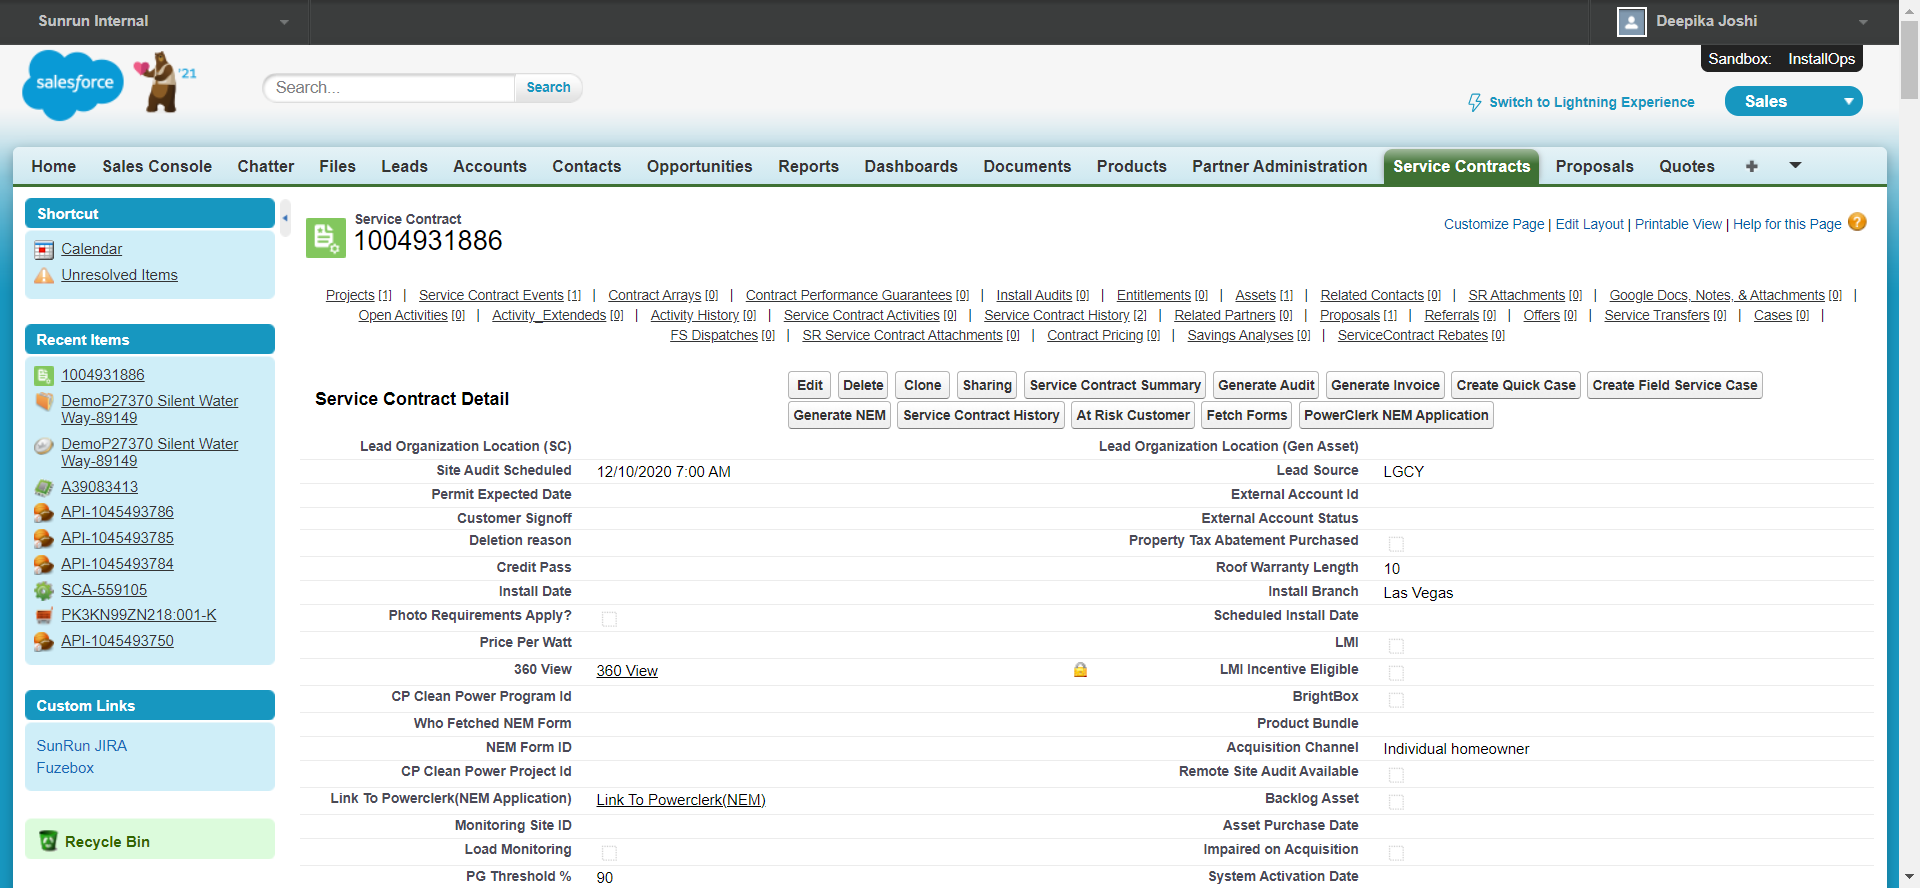 Sunrun Internal
Deepika Joshi
Sandbox: InstallOps
salesforce
'21
Search...
Search
Switch to Lightning Experience
Sales
Home Sales Console Chatter Files Leads Accounts Contacts Opportunities Reports Dashboards Documents Products Partner Administration Service Contracts Proposals Quotes +
Shortcut
Calendar
Unresolved Items
Recent Items
1004931886
DemoP27370 Silent Water
Way-89149
DemoP27370 Silent Water
Way-89149
A39083413
API-1045493786
API-1045493785
API-1045493784
SCA-559105
PK3KN99ZN218:001-K
API-1045493750
Custom Links
SunRun JIRA
Fuzebox
Recycle Bin
Service Contract
1004931886
Customize Page | Edit Layout | Printable View | Help for this Page ?
Projects [1] | Service Contract Events [1] | Contract Arrays [0] | Contract Performance Guarantees [0] | Install Audits [0] | Entitlements [0] | Assets [1] | Related Contacts [0] | SR Attachments [0] | Google Docs, Notes, & Attachments [0] |
Open Activities [0] | Activity_Extendeds [0] | Activity History [0] | Service Contract Activities [0] | Service Contract History [2] | Related Partners [0] | Proposals [1] | Referrals [0] | Offers [0] | Service Transfers [0] | Cases [0] |
FS Dispatches [0] | SR Service Contract Attachments [0] | Contract Pricing [0] | Savings Analyses [0] | ServiceContract Rebates [0]
Service Contract Detail
Edit Delete Clone Sharing Service Contract Summary Generate Audit Generate Invoice Create Quick Case Create Field Service Case
Generate NEM Service Contract History At Risk Customer Fetch Forms PowerClerk NEM Application
Lead Organization Location (SC) Lead Organization Location (Gen Asset)
Site Audit Scheduled 12/10/2020 7:00 AM Lead Source LGCY
Permit Expected Date External Account Id
Customer Signoff External Account Status
Deletion reason Property Tax Abatement Purchased
Credit Pass Roof Warranty Length 10
Install Date Install Branch Las Vegas
Photo Requirements Apply? Scheduled Install Date
Price Per Watt LMI
360 View 360 View LMI Incentive Eligible
CP Clean Power Program Id BrightBox
Who Fetched NEM Form Product Bundle
NEM Form ID Acquisition Channel Individual homeowner
CP Clean Power Project Id Remote Site Audit Available
Link To Powerclerk(NEM Application) Link To Powerclerk(NEM) Backlog Asset
Monitoring Site ID Asset Purchase Date
Load Monitoring Impaired on Acquisition
PG Threshold % 90 System Activation Date